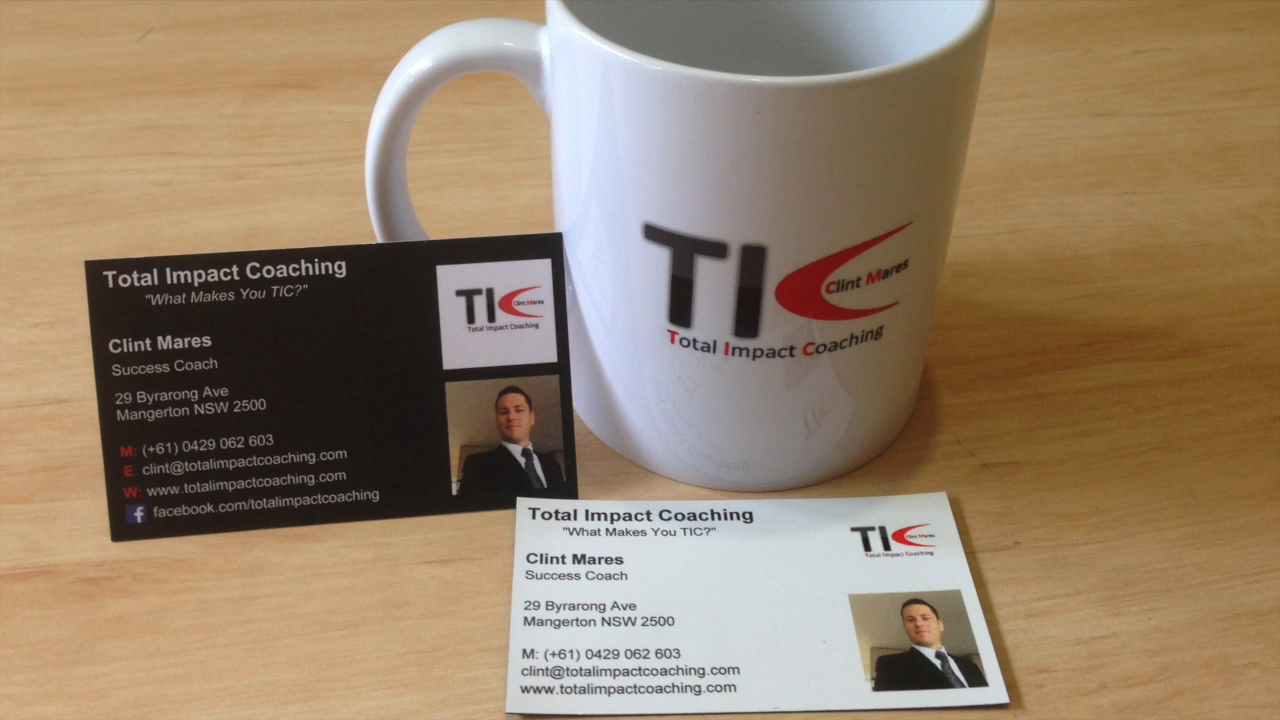 TIC
Clint Mares
Total Impact Coaching
Total Impact Coaching
"What Makes You TIC?"
Clint Mares
Success Coach
29 Byrarong Ave
Mangerton NSW 2500
M: (+61) 0429 062 603
E: clint@totalimpactcoaching.com
W: www.totalimpactcoaching.com
f facebook.com/totalimpactcoaching
TIC
Clint Mares
Total Impact Coaching
Total Impact Coaching
"What Makes You TIC?"
Clint Mares
Success Coach
29 Byrarong Ave
Mangerton NSW 2500
M: (+61) 0429 062 603
clint@totalimpactcoaching.com
www.totalimpactcoaching.com
TIC
Clint Mares
Total Impact Coaching